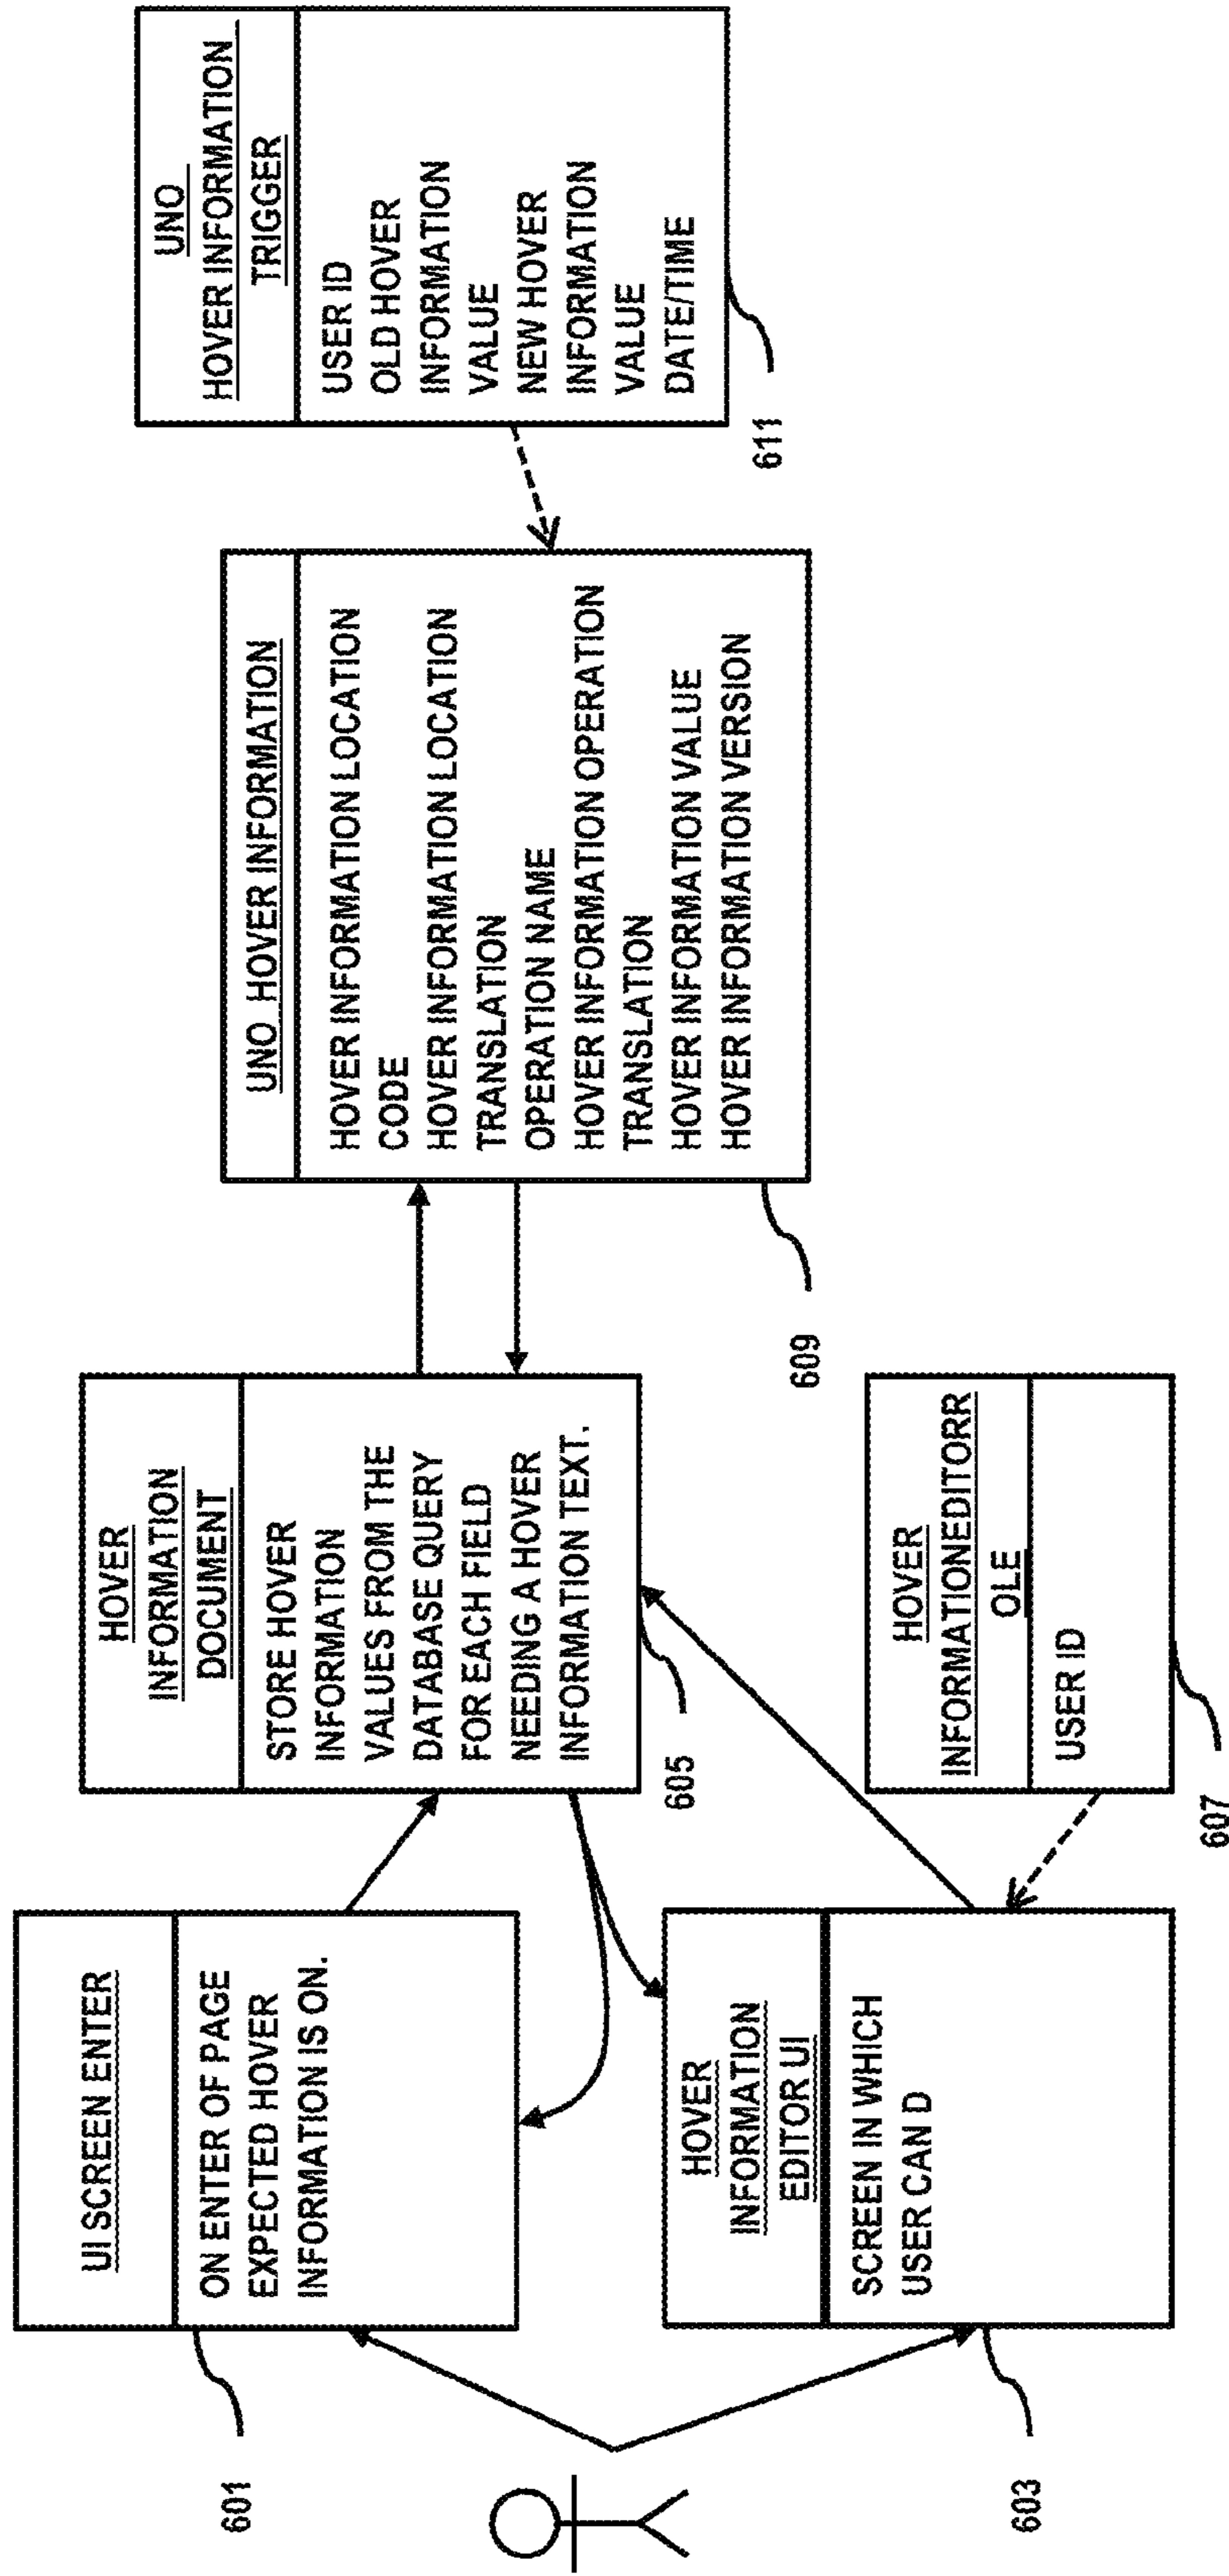 UI SCREEN ENTER
ON ENTER OF PAGE
EXPECTED HOVER
INFORMATION IS ON.
601
HOVER
INFORMATION
EDITOR UI
SCREEN IN WHICH
USER CAN D
603
HOVER
INFORMATION
DOCUMENT
STORE HOVER
INFORMATION
VALUES FROM THE
DATABASE QUERY
FOR EACH FIELD
NEEDING A HOVER
INFORMATION TEXT.
605
HOVER
INFORMATIONEDITORR
OLE
USER ID
607
UNO_HOVER INFORMATION
HOVER INFORMATION LOCATION
CODE
HOVER INFORMATION LOCATION
TRANSLATION
OPERATION NAME
HOVER INFORMATION OPERATION
TRANSLATION
HOVER INFORMATION VALUE
HOVER INFORMATION VERSION
609
UNO
HOVER INFORMATION
TRIGGER
USER ID
OLD HOVER
INFORMATION
VALUE
NEW HOVER
INFORMATION
VALUE
DATE/TIME
611